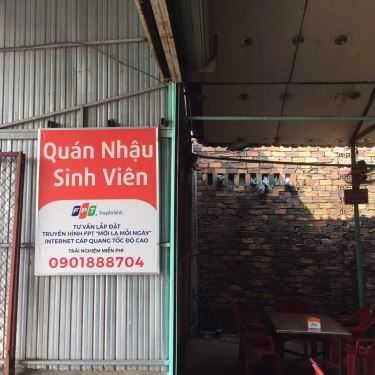 Quán Nhậu
Sinh Viên
FPT Telecom
TƯ VẤN LẮP ĐẶT
TRUYỀN HÌNH FPT "MỚI LẠ MỖI NGÀY"
INTERNET CÁP QUANG TỐC ĐỘ CAO
TRẢI NGHIỆM MIỄN PHÍ
0901888704